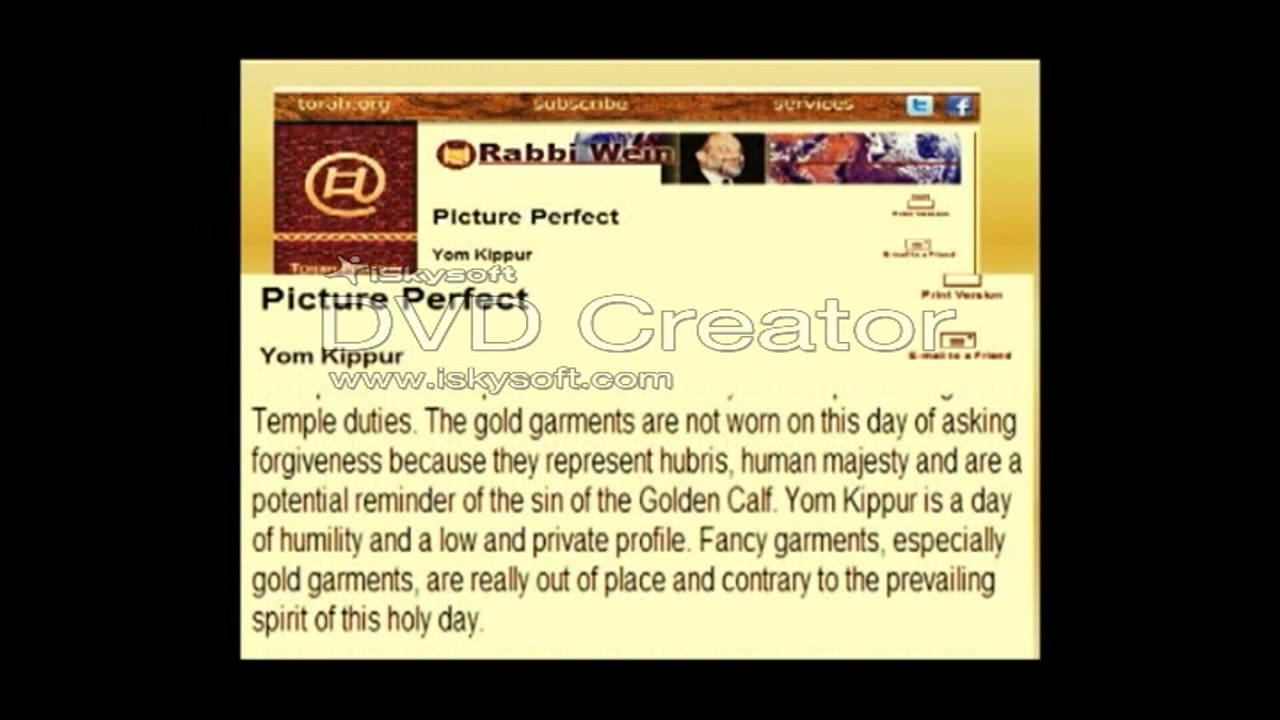 torah.org subscribe services
Rabbi Wein
Picture Perfect
Print Version
Yom Kippur
E-mail to a Friend
iskysoft
Picture Perfect
Print Version
DVD Creator
Yom Kippur
E-mail to a Friend
www.iskysoft.com
Temple duties. The gold garments are not worn on this day of asking
forgiveness because they represent hubris, human majesty and are a
potential reminder of the sin of the Golden Calf. Yom Kippur is a day
of humility and a low and private profile. Fancy garments, especially
gold garments, are really out of place and contrary to the prevailing
spirit of this holy day.